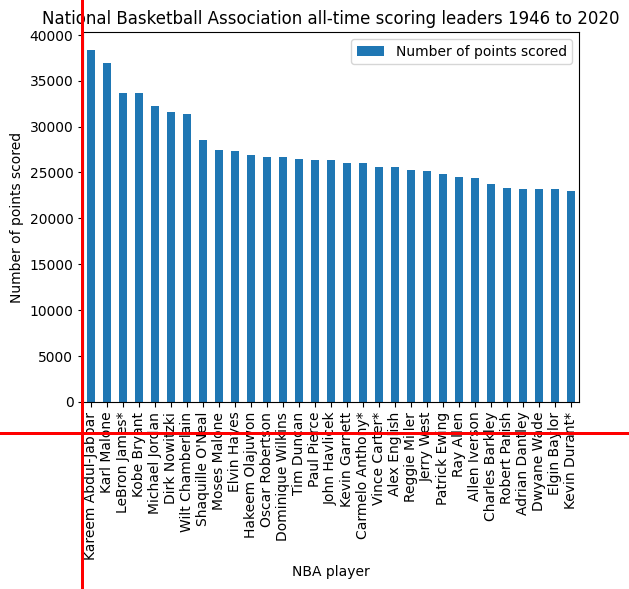 National Basketball Association all-time scoring leaders 1946 to 2020
Number of points scored
40000
35000
30000
25000
20000
15000
10000
5000
0
Number of points scored
Kareem Abdul-Jabbar
Karl Malone
LeBron James*
Kobe Bryant
Michael Jordan
Dirk Nowitzki
Wilt Chamberlain
Shaquille O'Neal
Moses Malone
Elvin Hayes
Hakeem Olajuwon
Oscar Robertson
Dominique Wilkins
Tim Duncan
Paul Pierce
John Havlicek
Kevin Garnett
Carmelo Anthony*
Vince Carter*
Alex English
Reggie Miller
Jerry West
Patrick Ewing
Ray Allen
Allen Iverson
Charles Barkley
Robert Parish
Adrian Dantley
Dwyane Wade
Elgin Baylor
Kevin Durant*
NBA player